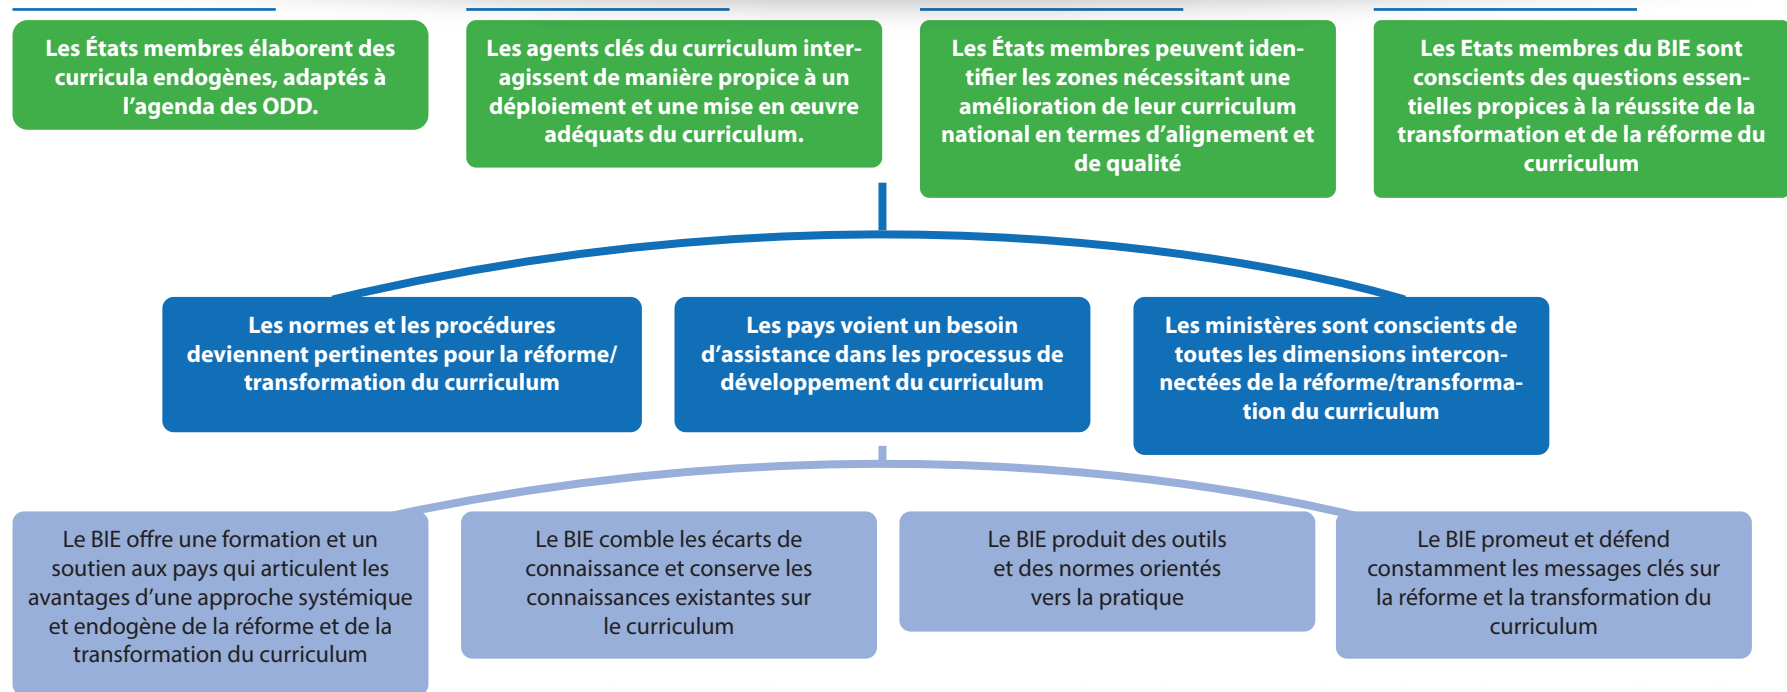 Les États membres élaborent des
curricula endogènes, adaptés à
l’agenda des ODD.
Les agents clés du curriculum inter-
agissent de manière propice à un
déploiement et une mise en œuvre
adéquats du curriculum.
Les États membres peuvent iden-
tifier les zones nécessitant une
amélioration de leur curriculum
national en termes d’alignement et
de qualité
Les Etats membres du BIE sont
conscients des questions essen-
tielles propices à la réussite de la
transformation et de la réforme du
curriculum
Les normes et les procédures
deviennent pertinentes pour la réforme/
transformation du curriculum
Les pays voient un besoin
d’assistance dans les processus de
développement du curriculum
Les ministères sont conscients de
toutes les dimensions intercon-
nectées de la réforme/transforma-
tion du curriculum
Le BIE offre une formation et un
soutien aux pays qui articulent les
avantages d’une approche systémique
et endogène de la réforme et de la
transformation du curriculum
Le BIE comble les écarts de
connaissance et conserve les
connaissances existantes sur
le curriculum
Le BIE produit des outils
et des normes orientés
vers la pratique
Le BIE promeut et défend
constamment les messages clés sur
la réforme et la transformation du
curriculum